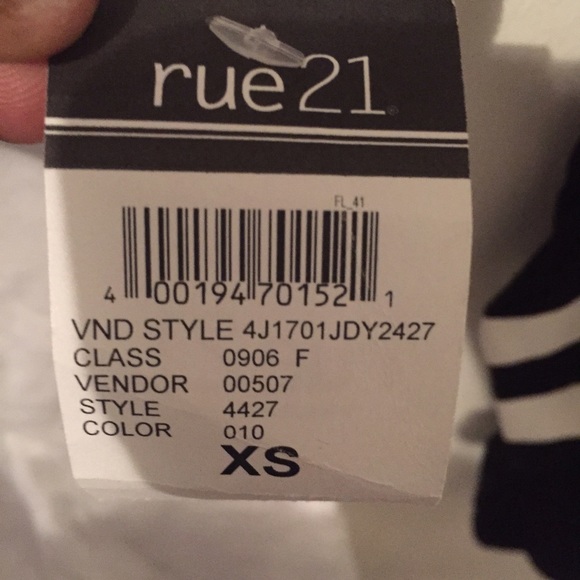 rue21
FL_41
4 00194 70152 1
VND STYLE 4J1701JDY2427
CLASS 0906 F
VENDOR 00507
STYLE 4427
COLOR 010
XS